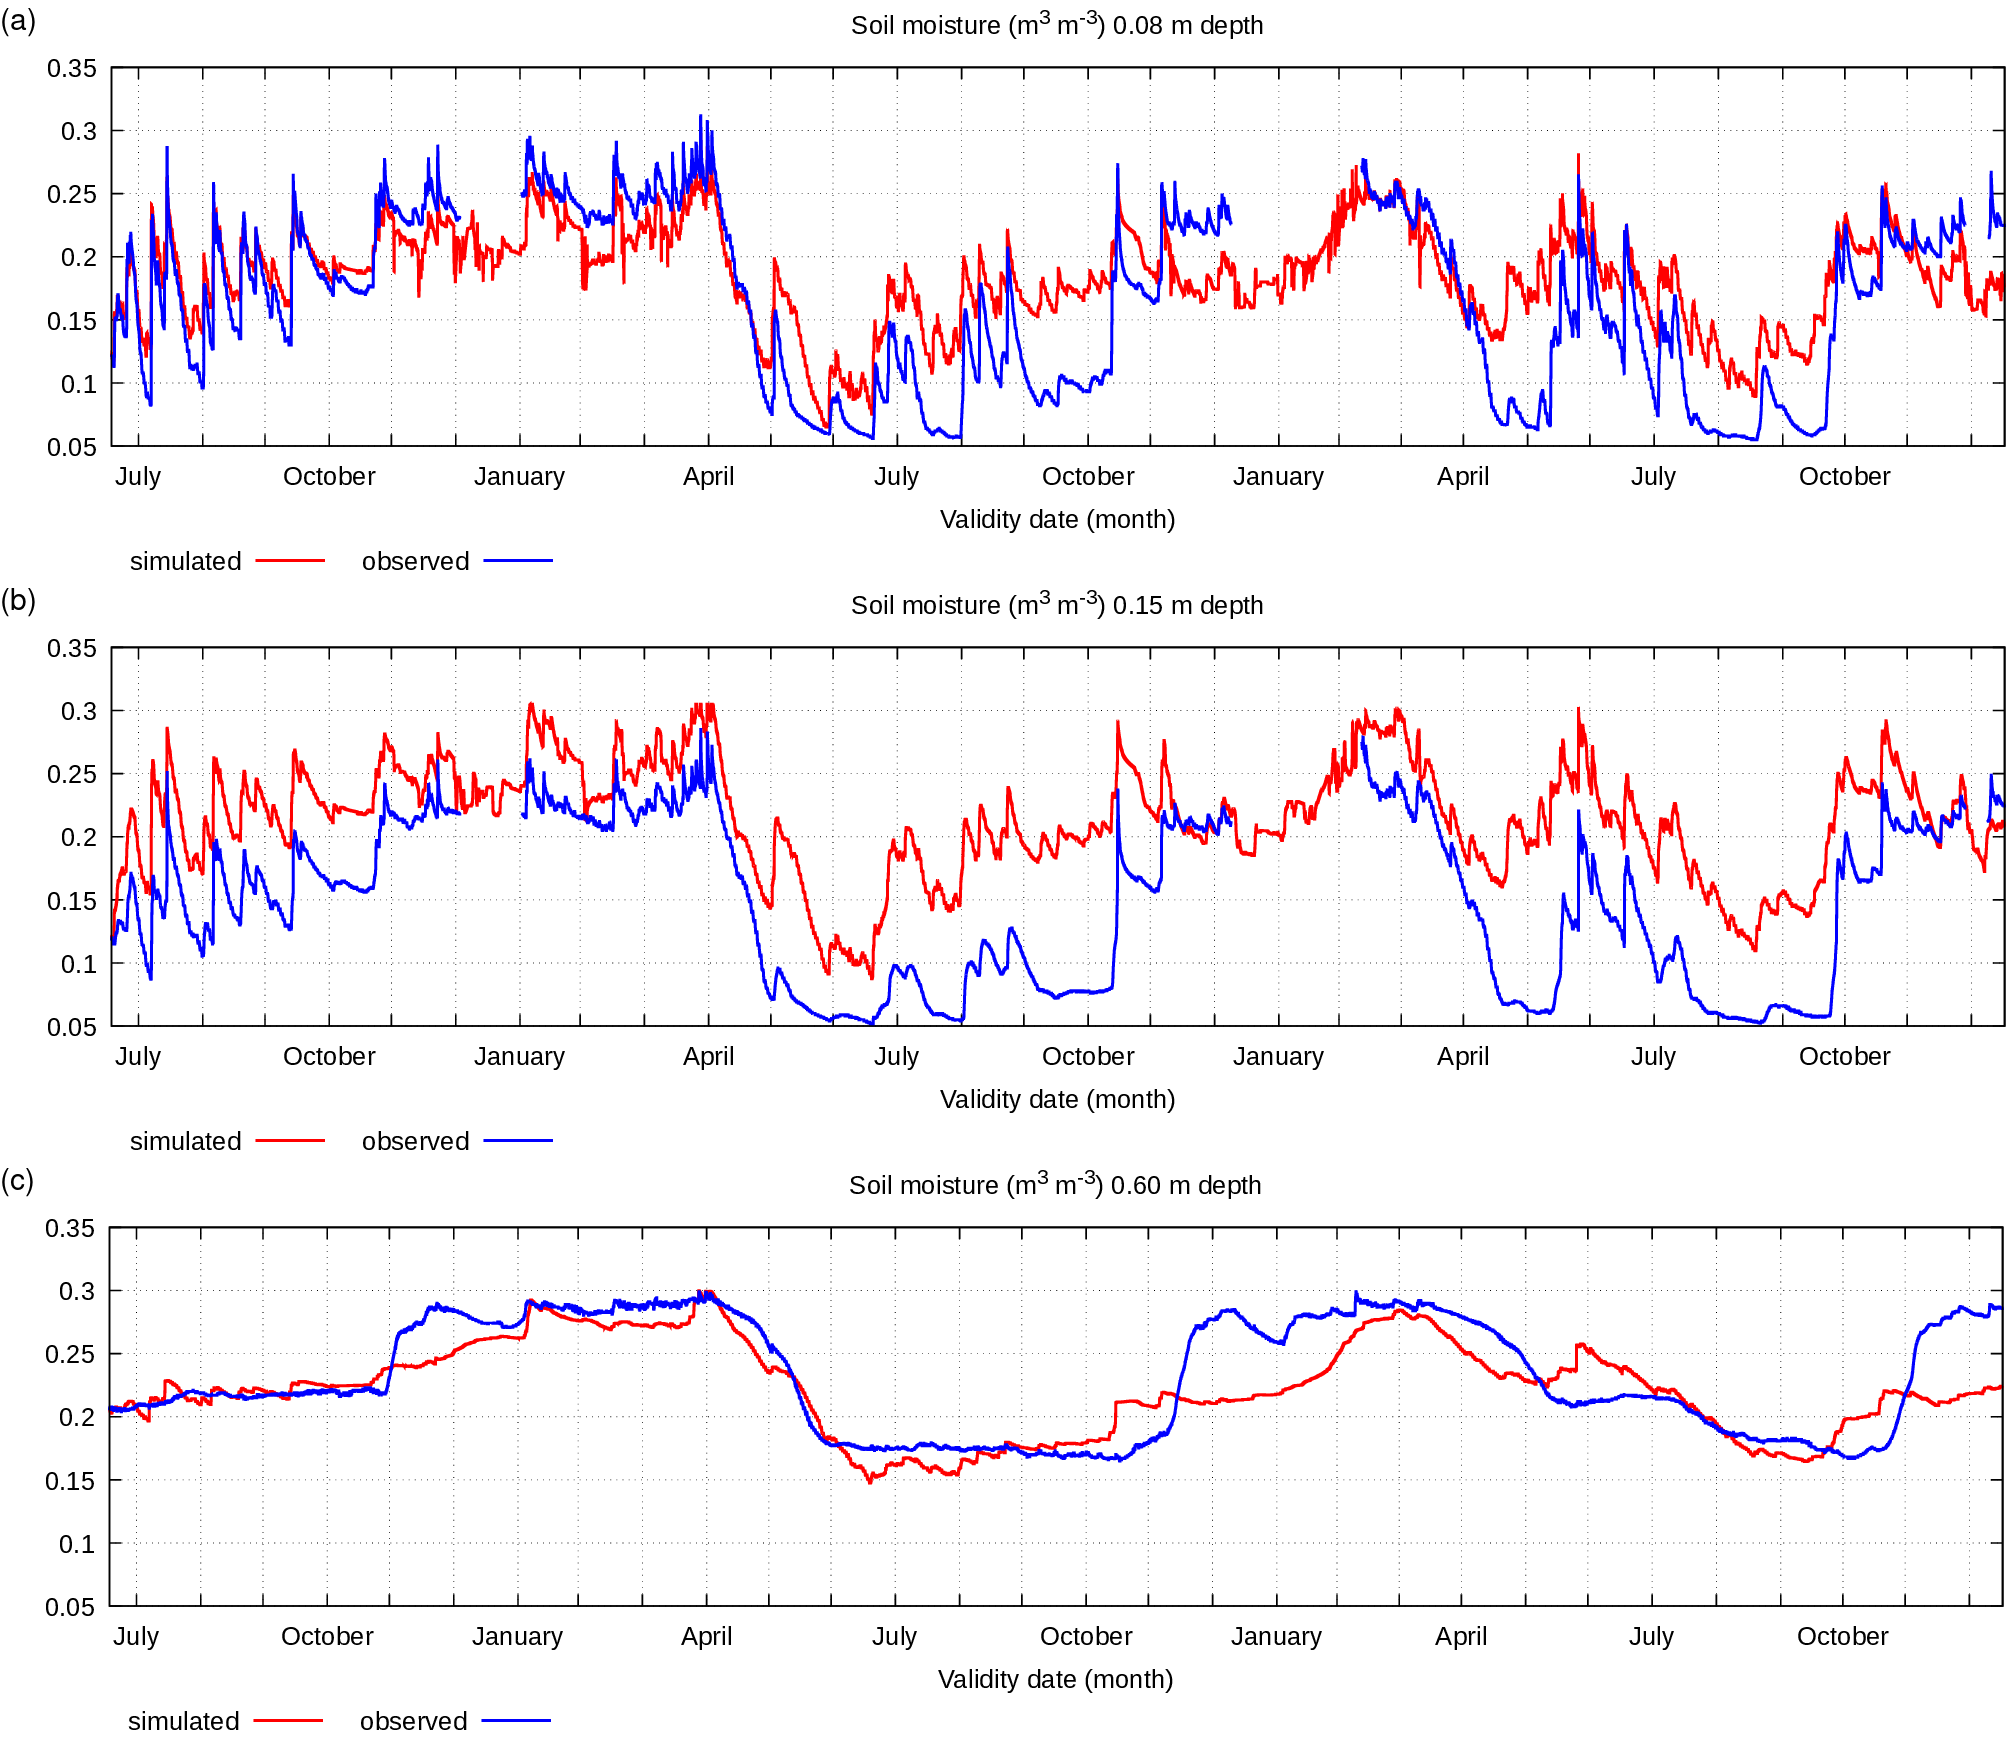 (a)
Soil moisture (m3 m-3) 0.08 m depth
0.35
0.3
0.25
0.2
0.15
0.1
0.05
July October January April July October January April July October
Validity date (month)
simulated observed
(b)
Soil moisture (m3 m-3) 0.15 m depth
0.35
0.3
0.25
0.2
0.15
0.1
0.05
July October January April July October January April July October
Validity date (month)
simulated observed
(c)
Soil moisture (m3 m-3) 0.60 m depth
0.35
0.3
0.25
0.2
0.15
0.1
0.05
July October January April July October January April July October
Validity date (month)
simulated observed